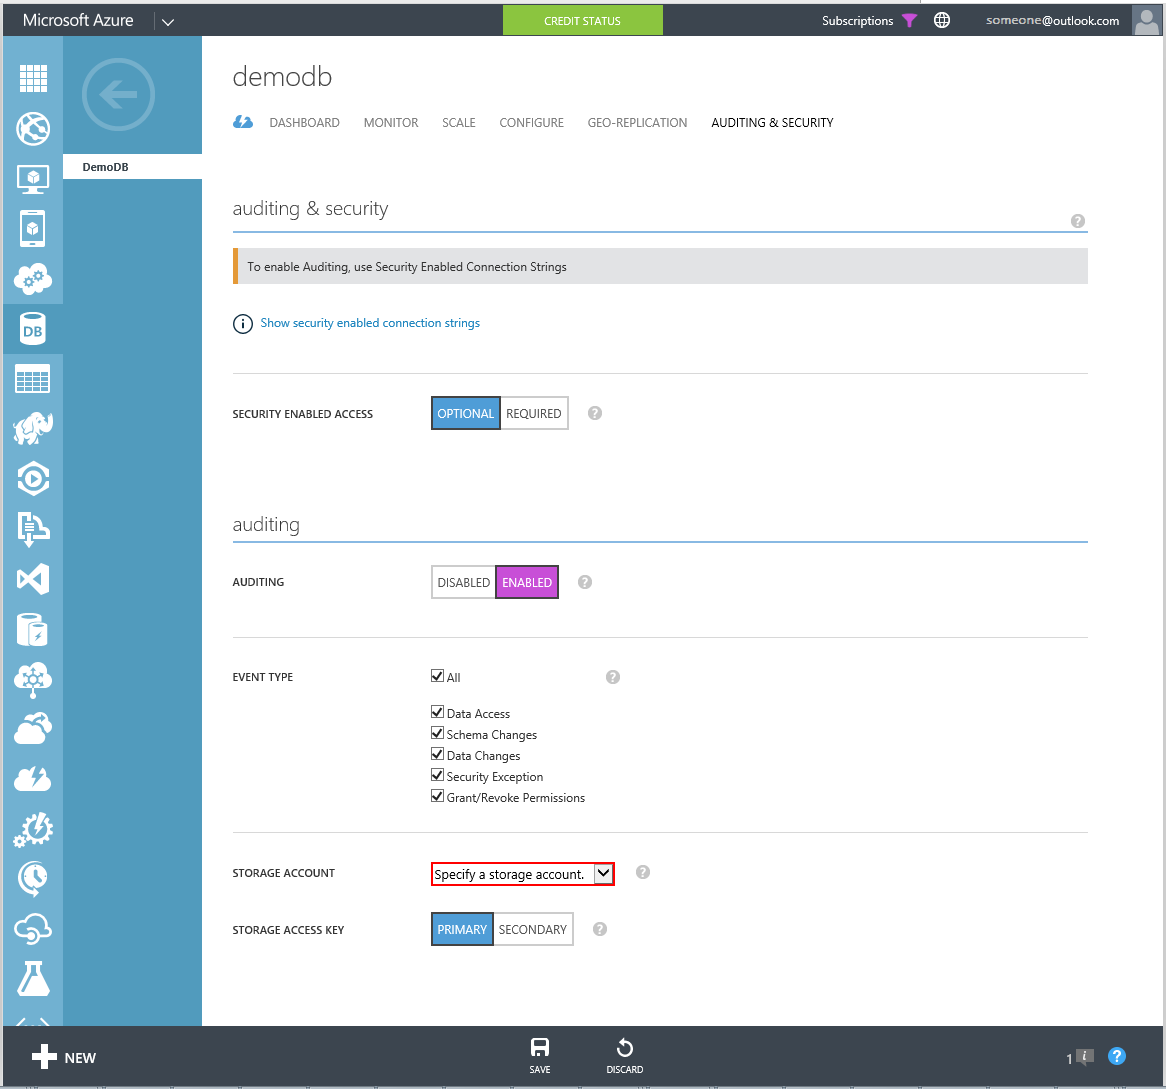 Microsoft Azure
CREDIT STATUS
Subscriptions
someone@outlook.com
demodb
DASHBOARD MONITOR SCALE CONFIGURE GEO-REPLICATION AUDITING & SECURITY
DemoDB
auditing & security
?
To enable Auditing, use Security Enabled Connection Strings
i Show security enabled connection strings
DB
SECURITY ENABLED ACCESS OPTIONAL REQUIRED ?
auditing
AUDITING DISABLED ENABLED ?
EVENT TYPE All ?
Data Access
Schema Changes
Data Changes
Security Exception
Grant/Revoke Permissions
STORAGE ACCOUNT Specify a storage account. ?
STORAGE ACCESS KEY PRIMARY SECONDARY ?
NEW
SAVE
DISCARD
1 i ?